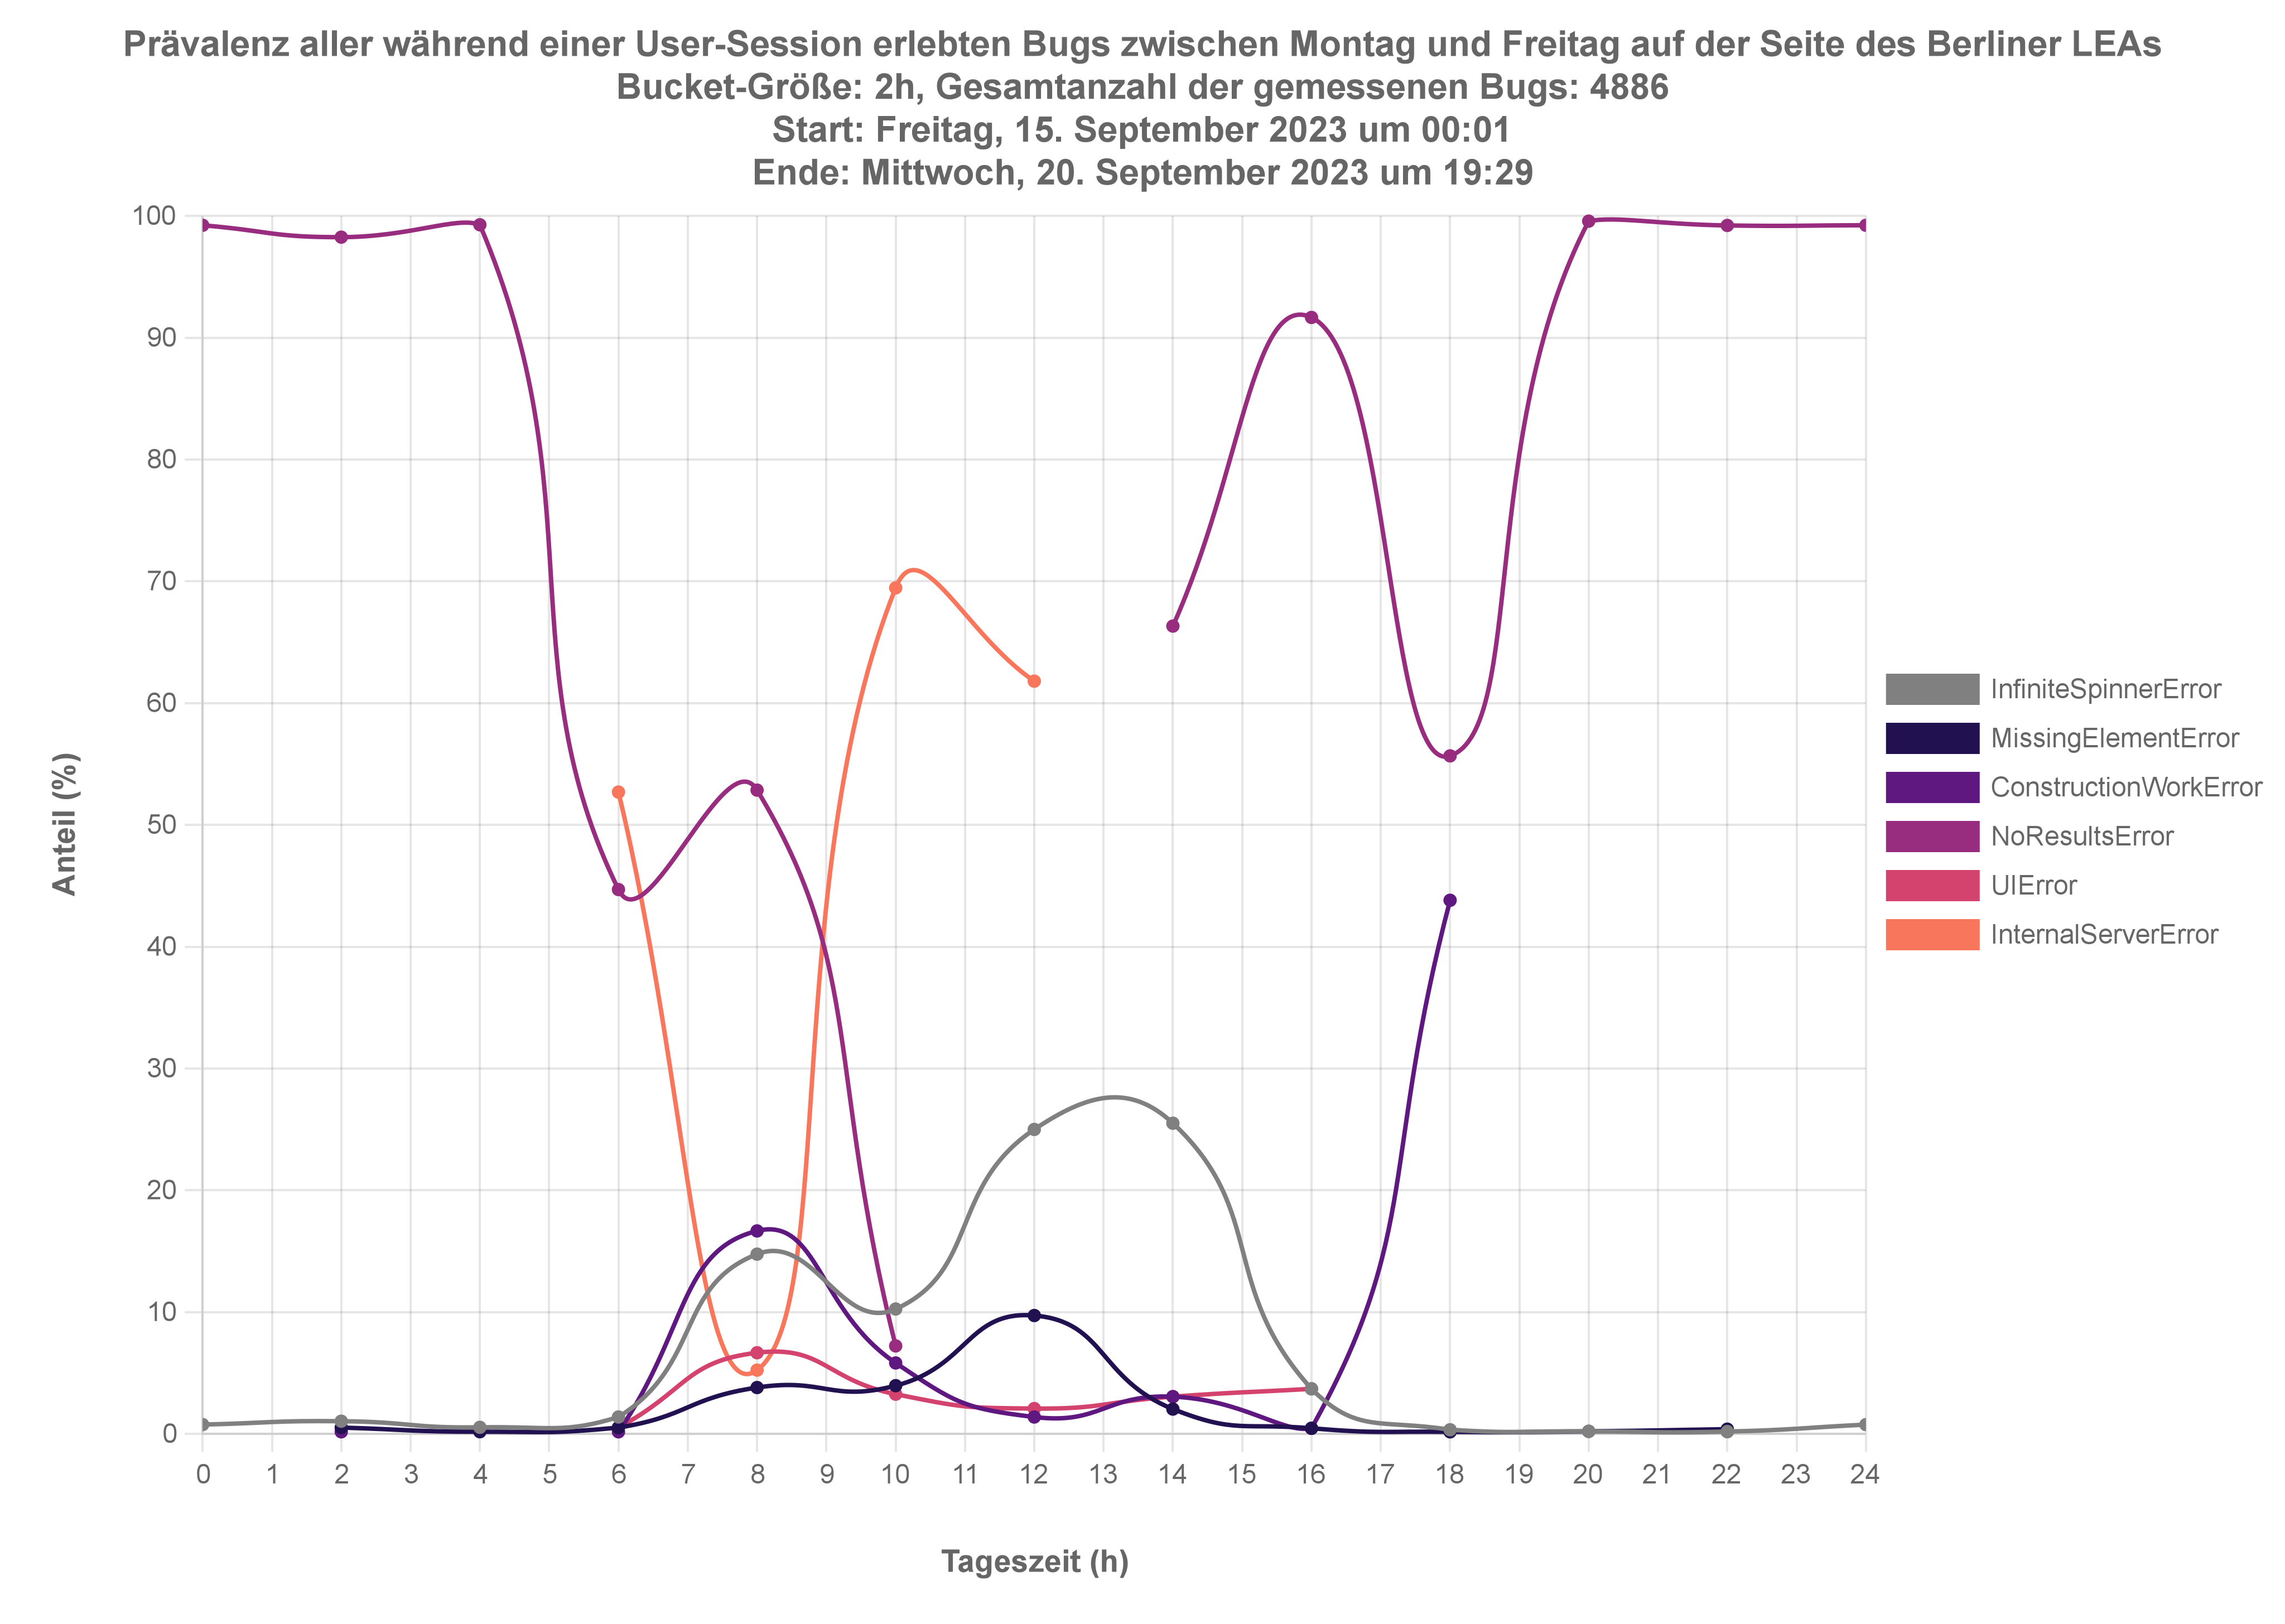 Prävalenz aller während einer User-Session erlebten Bugs zwischen Montag und Freitag auf der Seite des Berliner LEAs
Bucket-Größe: 2h, Gesamtanzahl der gemessenen Bugs: 4886
Start: Freitag, 15. September 2023 um 00:01
Ende: Mittwoch, 20. September 2023 um 19:29
100
90
80
70
60
50
40
30
20
10
0
Anteil (%)
0 1 2 3 4 5 6 7 8 9 10 11 12 13 14 15 16 17 18 19 20 21 22 23 24
Tageszeit (h)
InfiniteSpinnerError
MissingElementError
ConstructionWorkError
NoResultsError
UIError
InternalServerError